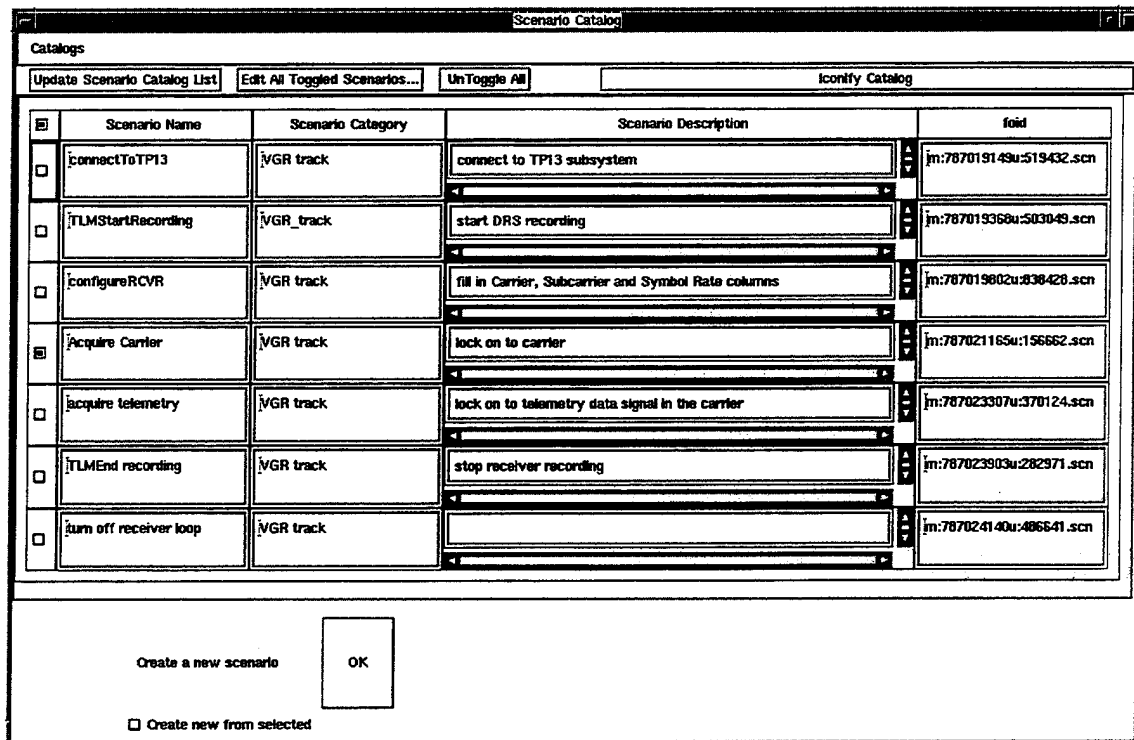 Scenario Catalog
Catalogs
Update Scenario Catalog List Edit All Toggled Scenarios... UnToggle All Iconify Catalog
Scenario Name Scenario Category Scenario Description foid
connectToTP13 VGR track connect to TP13 subsystem m:787019149u:519432.scn
TLMStartRecording VGR_track start DRS recording m:787019368u:503049.scn
configureRCVR VGR track fill in Carrier, Subcarrier and Symbol Rate columns m:787019802u:838428.scn
Acquire Carrier VGR track lock on to carrier m:787021165u:156662.scn
acquire telemetry VGR track lock on to telemetry data signal in the carrier m:787023307u:370124.scn
TLMEnd recording VGR track stop receiver recording m:787023903u:282971.scn
turn off receiver loop VGR track m:787024140u:486641.scn
Create a new scenario OK
Create new from selected